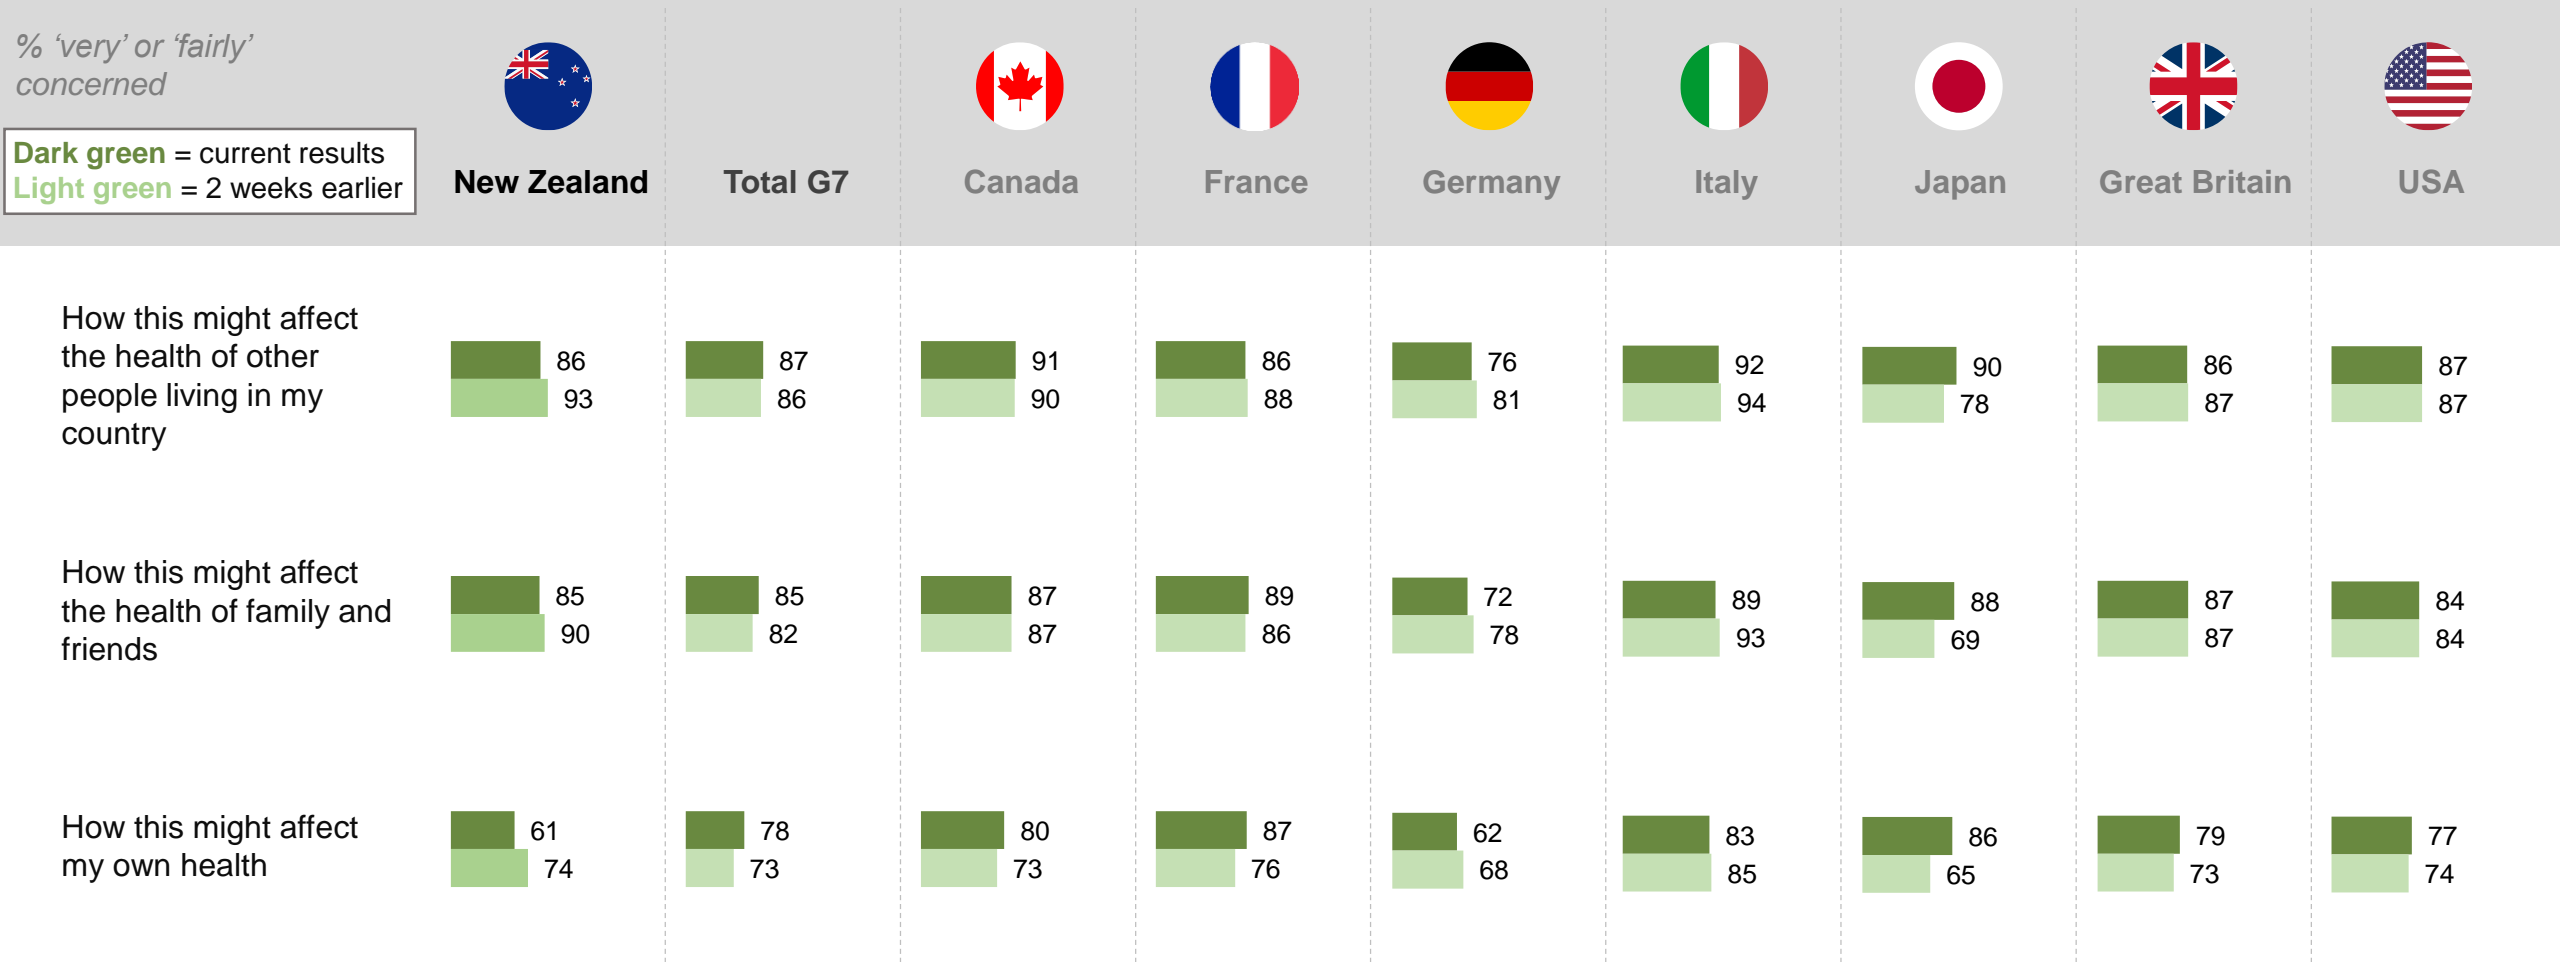 % ‘very’ or ‘fairly’
concerned
Dark green = current results
Light green = 2 weeks earlier
New Zealand Total G7 Canada France Germany Italy Japan Great Britain USA
How this might affect
the health of other
people living in my
country
86 87 91 86 76 92 90 86 87
93 86 90 88 81 94 78 87 87
How this might affect
the health of family and
friends
85 85 87 89 72 89 88 87 84
90 82 87 86 78 93 69 87 84
How this might affect
my own health
61 78 80 87 62 83 86 79 77
74 73 73 76 68 85 65 73 74